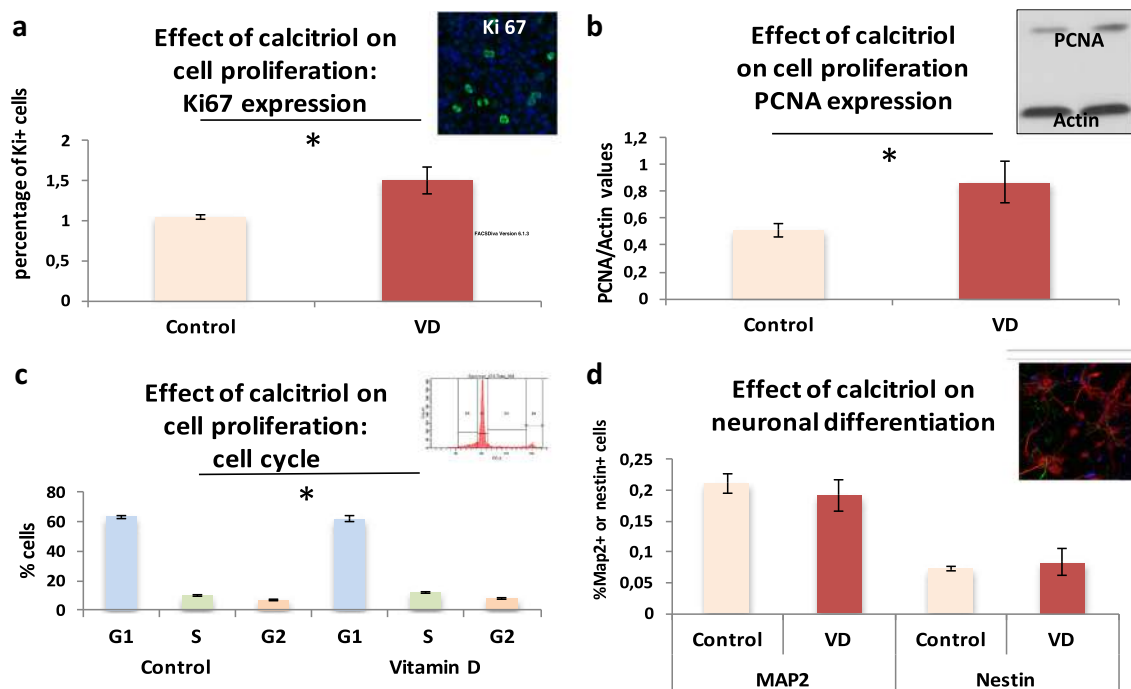 a
Effect of calcitriol on
cell proliferation:
Ki67 expression
Ki 67
*
percentage of Ki+ cells
2
1,5
1
0,5
0
FACSDiva Version 6.1.3
Control
VD
b
Effect of calcitriol
on cell proliferation
PCNA expression
PCNA
Actin
*
PCNA/Actin values
1,2
1
0,8
0,6
0,4
0,2
0
Control
VD
c
Effect of calcitriol on
cell proliferation:
cell cycle
*
% cells
80
60
40
20
0
G1 S G2 G1 S G2
Control Vitamin D
d
Effect of calcitriol on
neuronal differentiation
%Map2+ or nestin+ cells
0,25
0,2
0,15
0,1
0,05
0
Control VD Control VD
MAP2 Nestin